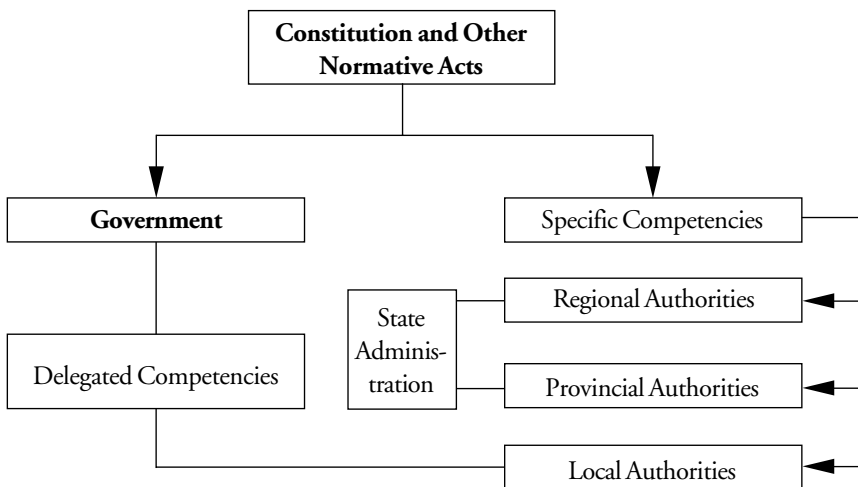 Constitution and Other
Normative Acts
Government
Specific Competencies
State
Adminis-
tration
Regional Authorities
Delegated Competencies
Provincial Authorities
Local Authorities